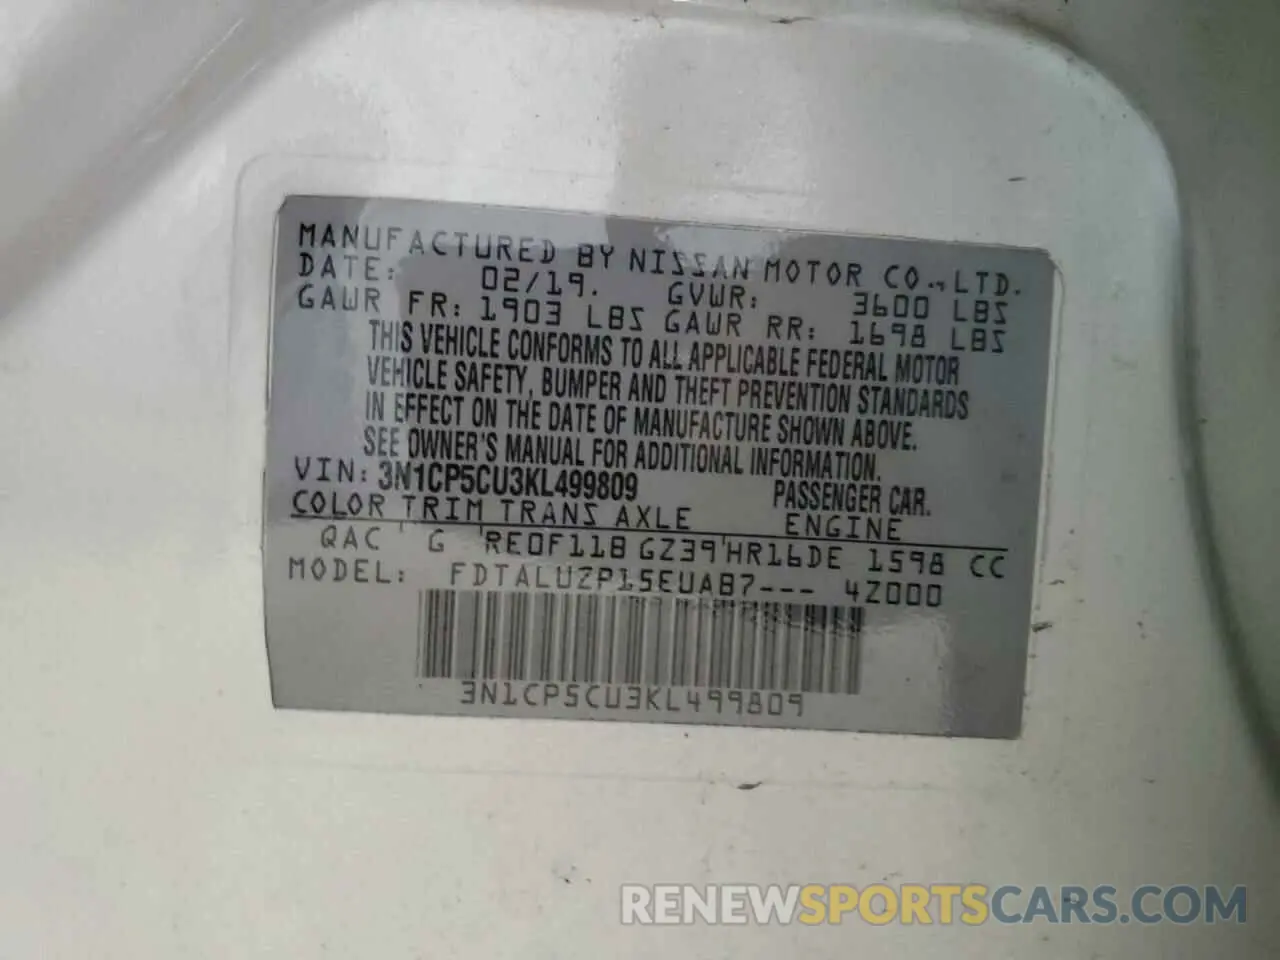 MANUFACTURED BY NISSAN MOTOR CO., LTD.
DATE: 02/19. GVWR: 3600 LBS
GAWR FR: 1903 LBS GAWR RR: 1698 LBS
THIS VEHICLE CONFORMS TO ALL APPLICABLE FEDERAL MOTOR
VEHICLE SAFETY, BUMPER AND THEFT PREVENTION STANDARDS
IN EFFECT ON THE DATE OF MANUFACTURE SHOWN ABOVE.
SEE OWNER'S MANUAL FOR ADDITIONAL INFORMATION.
VIN: 3N1CP5CU3KL499809 PASSENGER CAR.
COLOR TRIM TRANS AXLE ENGINE
QAC G RE0F11B GZ39 HR16DE 1598 CC
MODEL: FDTALUZP15EUAB7--- 4Z000
3N1CP5CU3KL499809
RENEWSPORTSCARS.COM